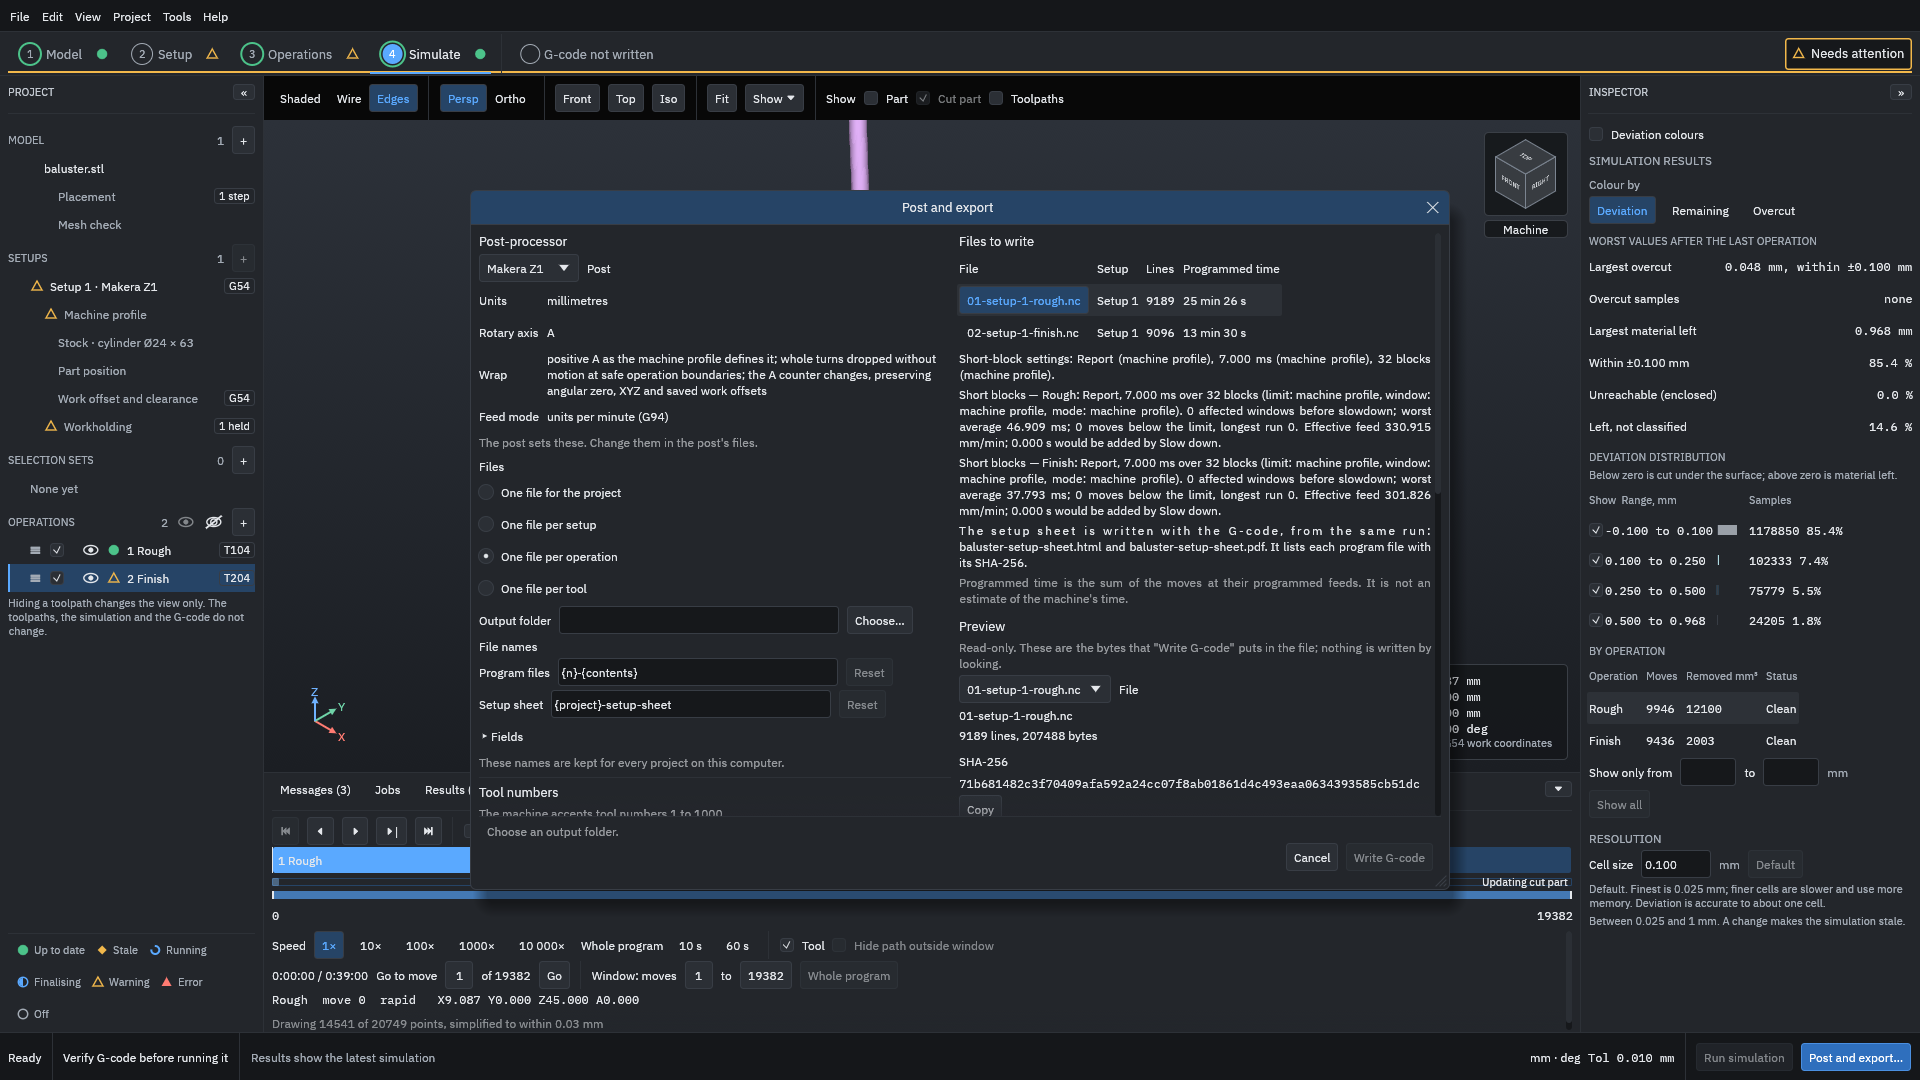 File Edit View Project Tools Help
1 Model 2 Setup 3 Operations 4 Simulate G-code not written Needs attention
PROJECT «
MODEL 1 +
baluster.stl
Placement 1 step
Mesh check
SETUPS 1 +
Setup 1 · Makera Z1 G54
Machine profile
Stock · cylinder Ø24 × 63
Part position
Work offset and clearance G54
Workholding 1 held
SELECTION SETS 0 +
None yet
OPERATIONS 2 +
1 Rough T104
2 Finish T204
Hiding a toolpath changes the view only. The
toolpaths, the simulation and the G-code do not
change.
Up to date Stale Running
Finalising Warning Error
Off
Shaded Wire Edges Persp Ortho Front Top Iso Fit Show Show Part Cut part Toolpaths
TOP
FRONT RIGHT
Machine
Z
Y
X
Post and export
Post-processor
Makera Z1 Post
Units millimetres
Rotary axis A
Wrap positive A as the machine profile defines it; whole turns dropped without
motion at safe operation boundaries; the A counter changes, preserving
angular zero, XYZ and saved work offsets
Feed mode units per minute (G94)
The post sets these. Change them in the post's files.
Files
One file for the project
One file per setup
One file per operation
One file per tool
Output folder Choose...
File names
Program files {n}-{contents} Reset
Setup sheet {project}-setup-sheet Reset
Fields
These names are kept for every project on this computer.
Tool numbers
The machine accepts tool numbers 1 to 1000
Files to write
File Setup Lines Programmed time
01-setup-1-rough.nc Setup 1 9189 25 min 26 s
02-setup-1-finish.nc Setup 1 9096 13 min 30 s
Short-block settings: Report (machine profile), 7.000 ms (machine profile), 32 blocks
(machine profile).
Short blocks — Rough: Report, 7.000 ms over 32 blocks (limit: machine profile, window:
machine profile, mode: machine profile). 0 affected windows before slowdown; worst
average 46.909 ms; 0 moves below the limit, longest run 0. Effective feed 330.915
mm/min; 0.000 s would be added by Slow down.
Short blocks — Finish: Report, 7.000 ms over 32 blocks (limit: machine profile, window:
machine profile, mode: machine profile). 0 affected windows before slowdown; worst
average 37.793 ms; 0 moves below the limit, longest run 0. Effective feed 301.826
mm/min; 0.000 s would be added by Slow down.
The setup sheet is written with the G-code, from the same run:
baluster-setup-sheet.html and baluster-setup-sheet.pdf. It lists each program file with
its SHA-256.
Programmed time is the sum of the moves at their programmed feeds. It is not an
estimate of the machine's time.
Preview
Read-only. These are the bytes that "Write G-code" puts in the file; nothing is written by
looking.
01-setup-1-rough.nc File
01-setup-1-rough.nc
9189 lines, 207488 bytes
SHA-256
71b681482c3f70409afa592a24cc07f8ab01861d4c493eaa0634393585cb51dc
Copy
Choose an output folder.
Cancel Write G-code
mm
mm
mm
deg
work coordinates
Messages (3) Jobs Results
1 Rough
Updating cut part
0 19382
Speed 1× 10× 100× 1000× 10 000× Whole program 10 s 60 s Tool Hide path outside window
0:00:00 / 0:39:00 Go to move 1 of 19382 Go Window: moves 1 to 19382 Whole program
Rough move 0 rapid X9.087 Y0.000 Z45.000 A0.000
Drawing 14541 of 20749 points, simplified to within 0.03 mm
INSPECTOR »
Deviation colours
SIMULATION RESULTS
Colour by
Deviation Remaining Overcut
WORST VALUES AFTER THE LAST OPERATION
Largest overcut 0.048 mm, within ±0.100 mm
Overcut samples none
Largest material left 0.968 mm
Within ±0.100 mm 85.4 %
Unreachable (enclosed) 0.0 %
Left, not classified 14.6 %
DEVIATION DISTRIBUTION
Below zero is cut under the surface; above zero is material left.
Show Range, mm Samples
-0.100 to 0.100 1178850 85.4%
0.100 to 0.250 102333 7.4%
0.250 to 0.500 75779 5.5%
0.500 to 0.968 24205 1.8%
BY OPERATION
Operation Moves Removed mm³ Status
Rough 9946 12100 Clean
Finish 9436 2003 Clean
Show only from to mm
Show all
RESOLUTION
Cell size 0.100 mm Default
Default. Finest is 0.025 mm; finer cells are slower and use more
memory. Deviation is accurate to about one cell.
Between 0.025 and 1 mm. A change makes the simulation stale.
Ready Verify G-code before running it Results show the latest simulation mm · deg Tol 0.010 mm Run simulation Post and export...